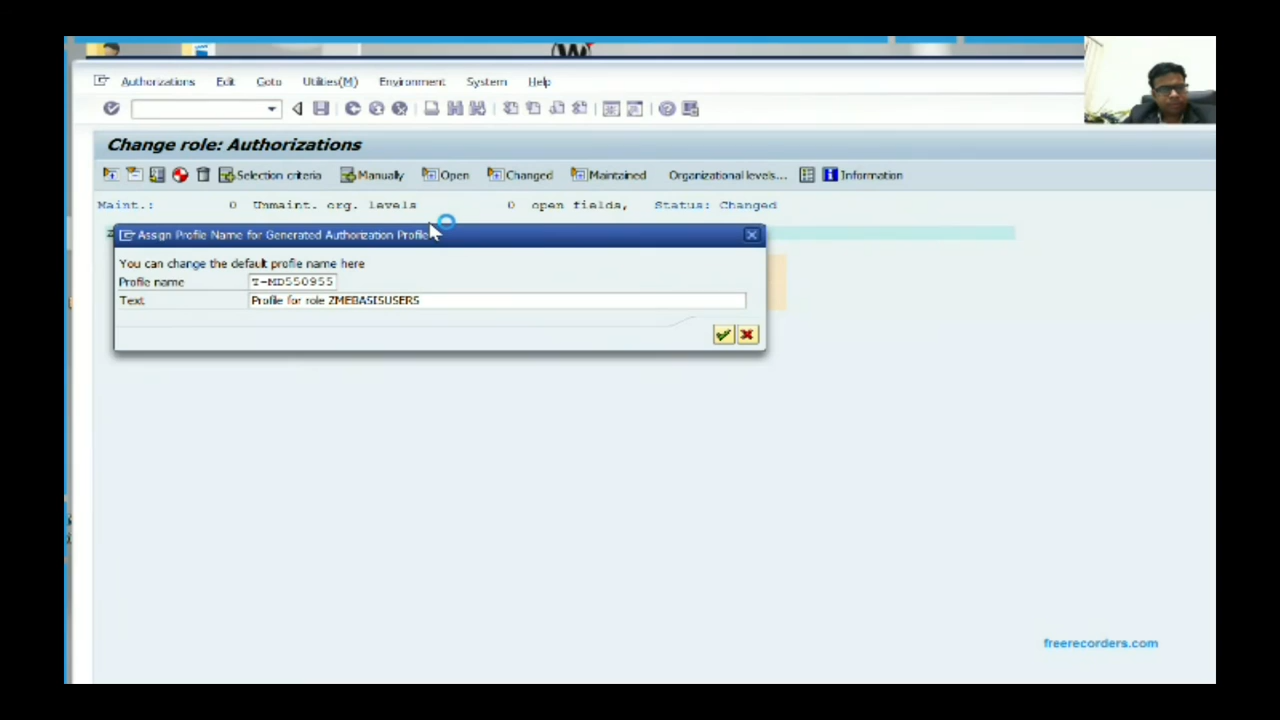 Authorizations Edit Goto Utilities(M) Environment System Help
Change role: Authorizations
Selection criteria Manually Open Changed Maintained Organizational levels... Information
Maint.: 0 Unmaint. org. levels 0 open fields, Status: Changed
Assign Profile Name for Generated Authorization Profile
You can change the default profile name here
Profile name T-MD550955
Text Profile for role ZMEBASISUSERS
freerecorders.com